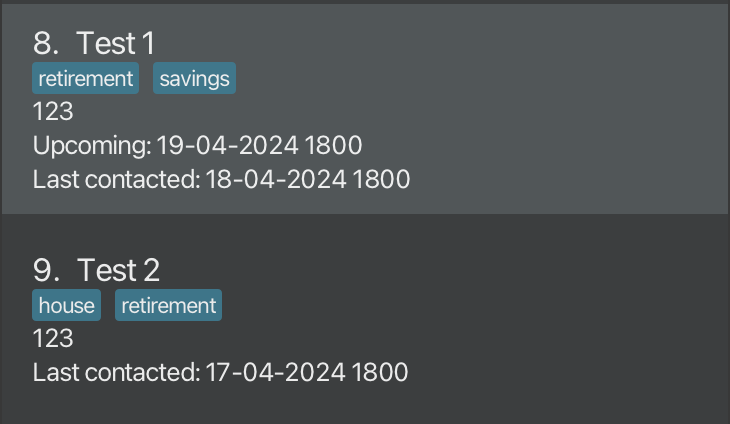 8. Test 1
retirement savings
123
Upcoming: 19-04-2024 1800
Last contacted: 18-04-2024 1800
9. Test 2
house retirement
123
Last contacted: 17-04-2024 1800